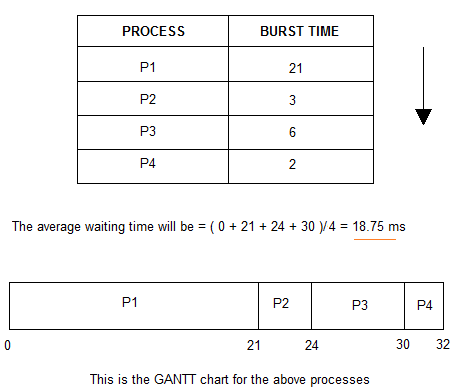 PROCESS BURST TIME
P1 21
P2 3
P3 6
P4 2
The average waiting time will be = ( 0 + 21 + 24 + 30 )/ 4 = 18.75 ms
P1 P2 P3 P4
0 21 24 30 32
This is the GANTT chart for the above processes